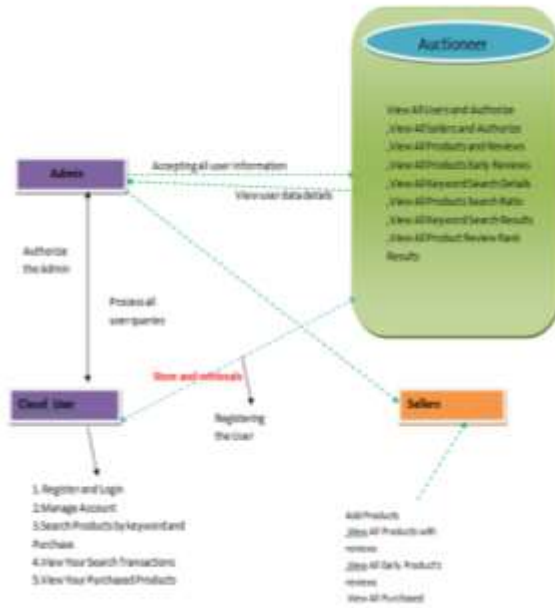 Auctioneer
View All Users and Authorize
,View All Sellers and Authorize
,View All Products and Reviews
,View All Products Early Reviews
,View All Keyword Search Details
,View All Products Search Ratio
,View All Keyword Search Results
,View All Product Review Rank
Results
Admin
Accepting all user information
View user data details
Authorize
the Admin
Process all
user queries
Store and retrievals
Cloud User
Registering
the User
Sellers
1. Register and Login
2.Manage Account
3.Search Products by keyword and
Purchase
4.View Your Search Transactions
5.View Your Purchased Products
Add Products
,View All Products with
reviews
,View All Early Product's
reviews
,View All Purchased